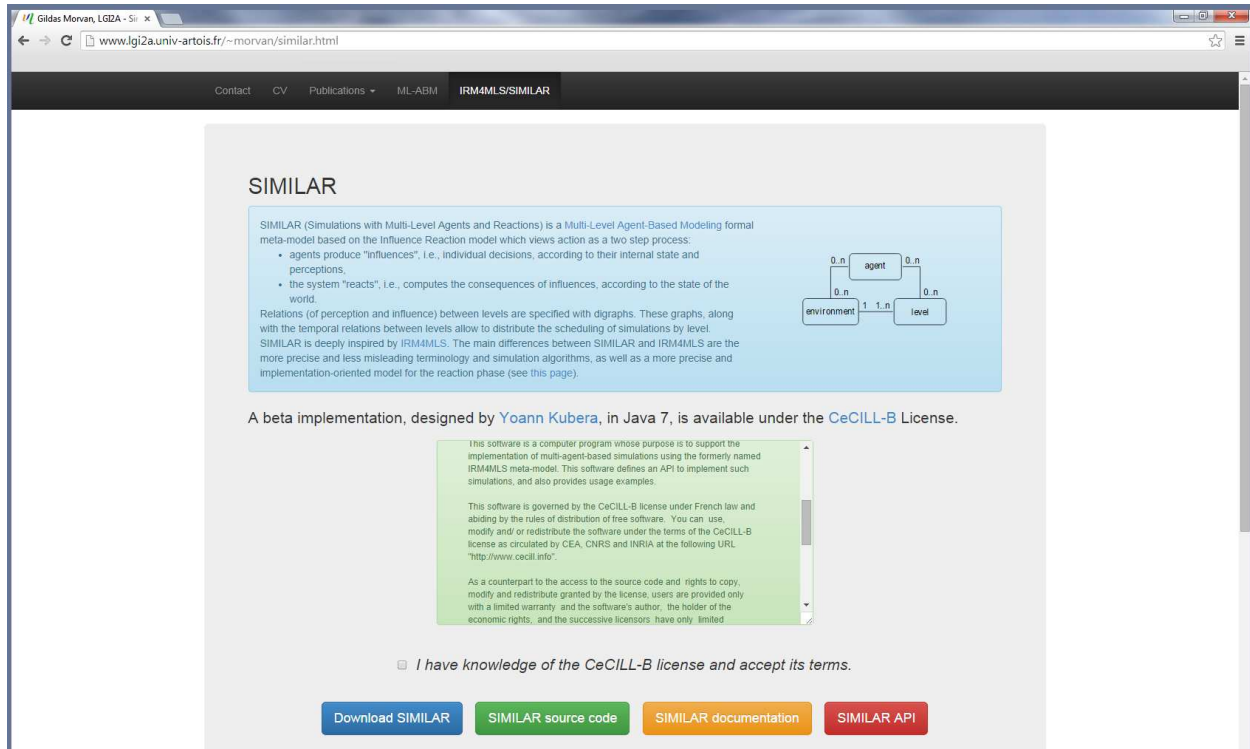 Gildas Morvan, LGI2A - Sir
www.lgi2a.univ-artois.fr/~morvan/similar.html
Contact CV Publications ML-ABM IRM4MLS/SIMILAR
SIMILAR
SIMILAR (Simulations with Multi-Level Agents and Reactions) is a Multi-Level Agent-Based Modeling formal
meta-model based on the Influence Reaction model which views action as a two step process:
• agents produce "influences", i.e., individual decisions, according to their internal state and
perceptions,
• the system "reacts", i.e., computes the consequences of influences, according to the state of the
world.
Relations (of perception and influence) between levels are specified with digraphs. These graphs, along
with the temporal relations between levels allow to distribute the scheduling of simulations by level.
SIMILAR is deeply inspired by IRM4MLS. The main differences between SIMILAR and IRM4MLS are the
more precise and less misleading terminology and simulation algorithms, as well as a more precise and
implementation-oriented model for the reaction phase (see this page).
0..n agent 0..n
0..n 0..n
environment 1 1..n level
A beta implementation, designed by Yoann Kubera, in Java 7, is available under the CeCILL-B License.
This software is a computer program whose purpose is to support the
implementation of multi-agent-based simulations using the formerly named
IRM4MLS meta-model. This software defines an API to implement such
simulations, and also provides usage examples.
This software is governed by the CeCILL-B license under French law and
abiding by the rules of distribution of free software. You can use,
modify and/ or redistribute the software under the terms of the CeCILL-B
license as circulated by CEA, CNRS and INRIA at the following URL
"http://www.cecill.info".
As a counterpart to the access to the source code and rights to copy,
modify and redistribute granted by the license, users are provided only
with a limited warranty and the software's author, the holder of the
economic rights, and the successive licensors have only limited
I have knowledge of the CeCILL-B license and accept its terms.
Download SIMILAR SIMILAR source code SIMILAR documentation SIMILAR API